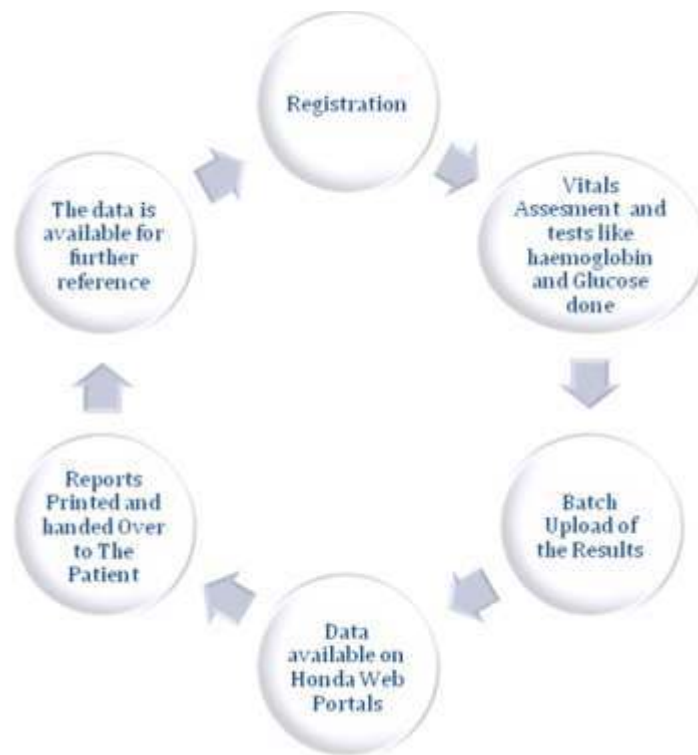 Registration
Vitals
Assesment and
tests like
haemoglobin
and Glucose
done
Batch
Upload of
the Results
Data
available on
Honda Web
Portals
Reports
Printed and
handed Over
to The
Patient
The data is
available for
further
reference